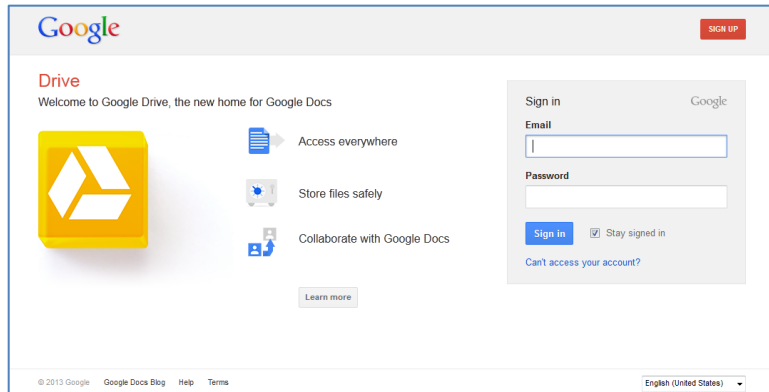 Google
SIGN UP
Drive
Welcome to Google Drive, the new home for Google Docs
Access everywhere
Store files safely
Collaborate with Google Docs
Learn more
Sign in Google
Email
Password
Sign in Stay signed in
Can't access your account?
© 2013 Google Google Docs Blog Help Terms
English (United States)